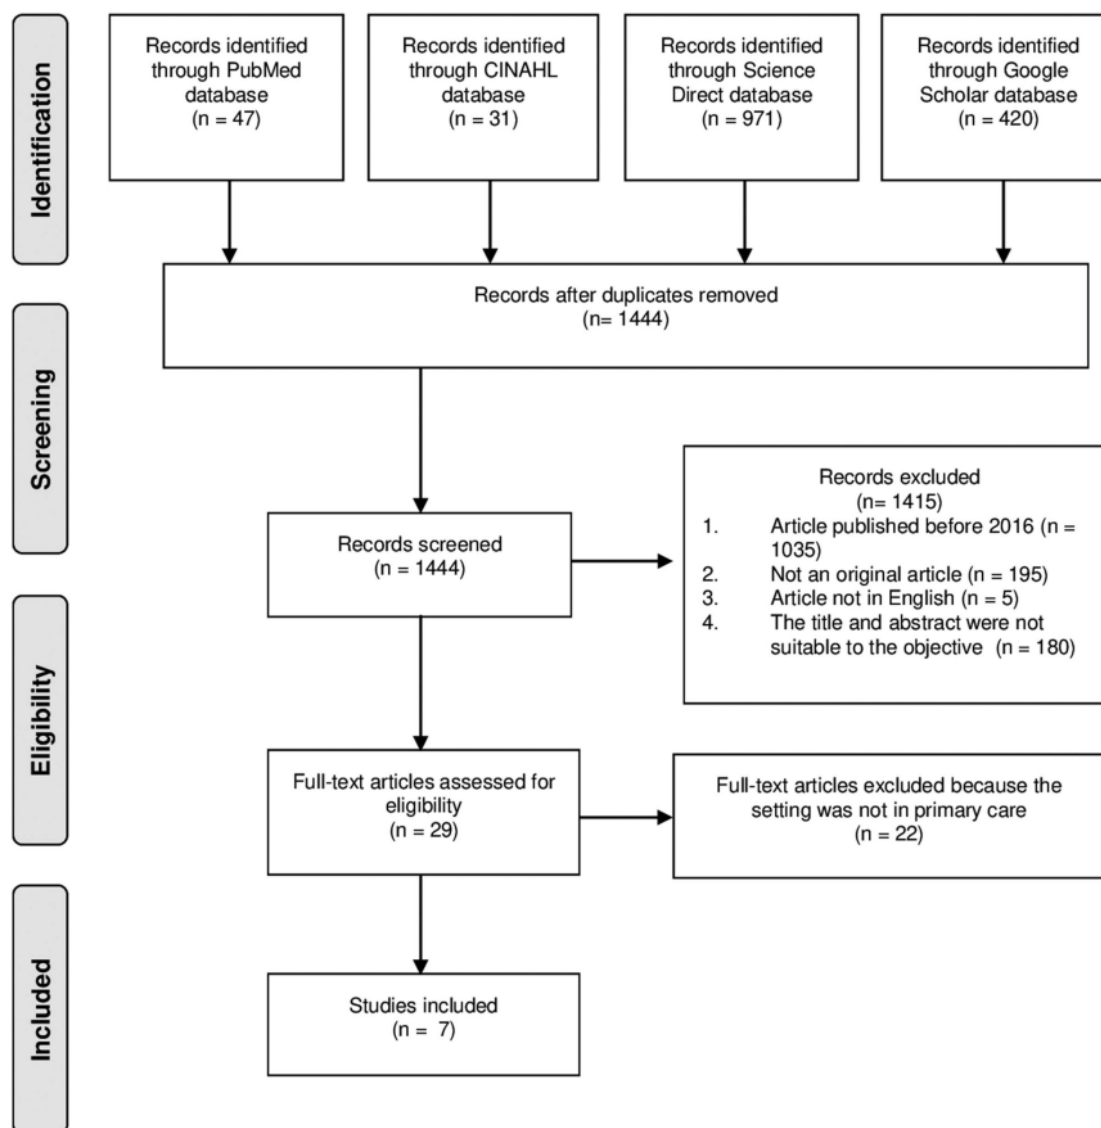 Identification
Records identified
through PubMed
database
(n = 47)
Records identified
through CINAHL
database
(n = 31)
Records identified
through Science
Direct database
(n = 971)
Records identified
through Google
Scholar database
(n = 420)
Records after duplicates removed
(n= 1444)
Screening
Records screened
(n = 1444)
Records excluded
(n= 1415)
1. Article published before 2016 (n =
1035)
2. Not an original article (n = 195)
3. Article not in English (n = 5)
4. The title and abstract were not
suitable to the objective (n = 180)
Eligibility
Full-text articles assessed for
eligibility
(n = 29)
Full-text articles excluded because the
setting was not in primary care
(n = 22)
Included
Studies included
(n = 7)